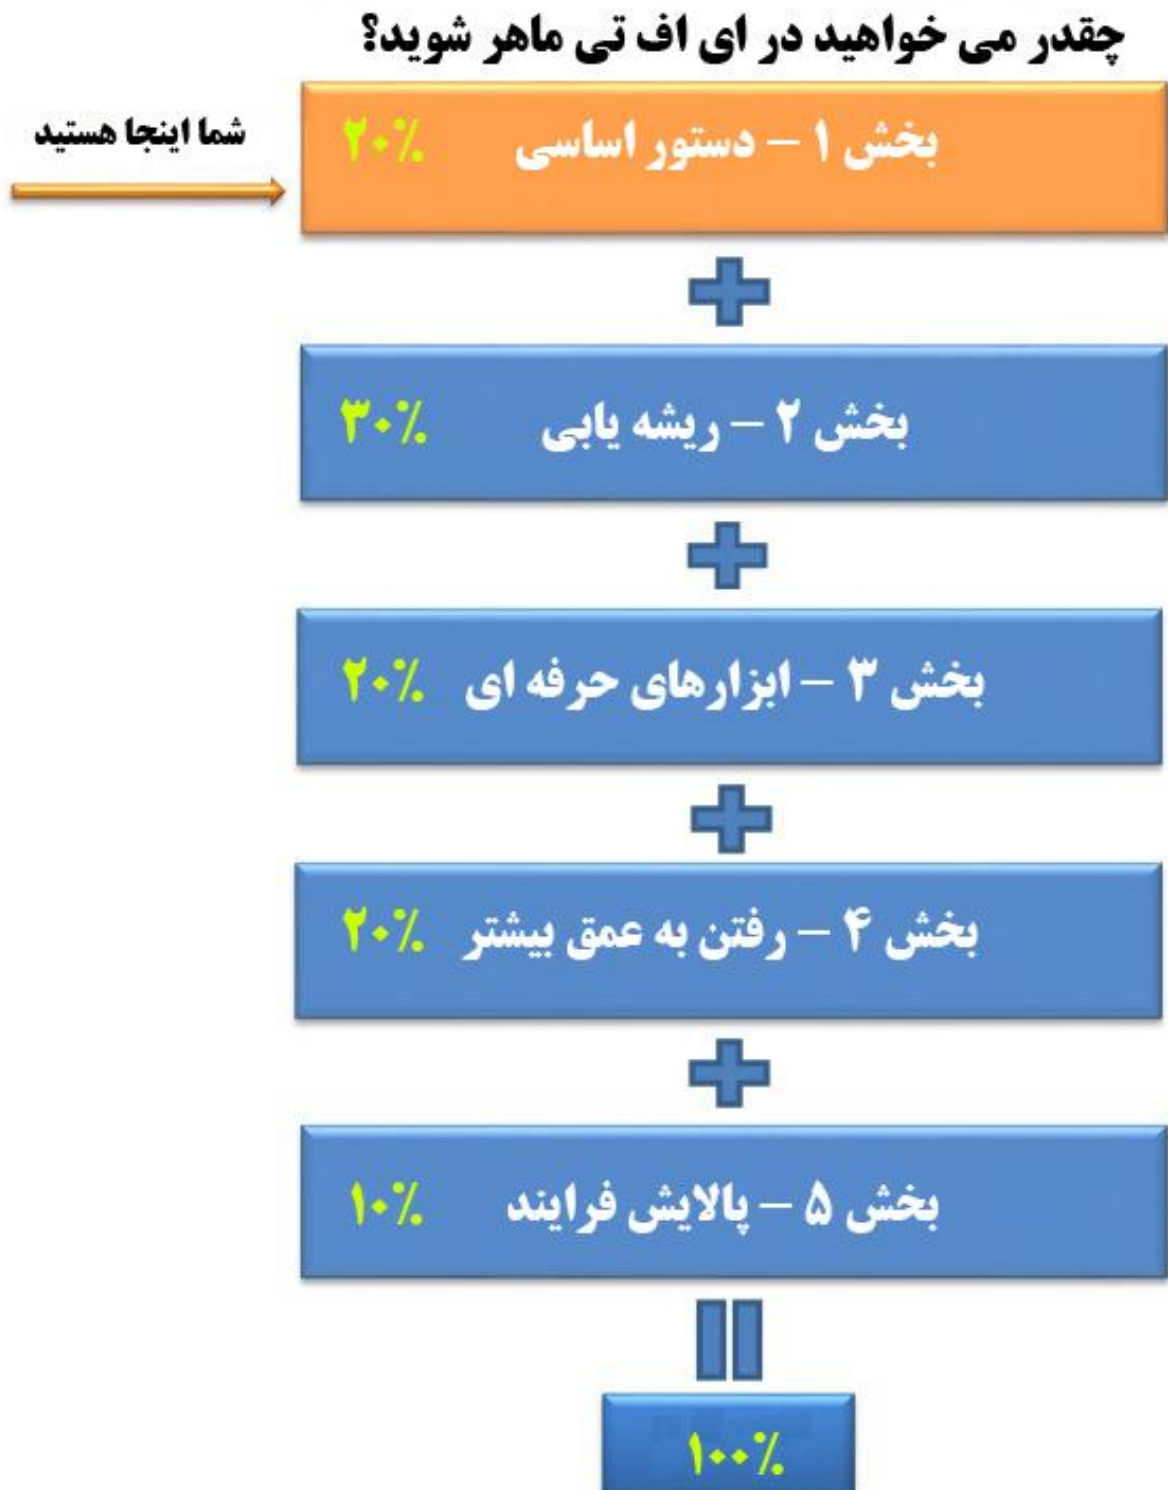 چقدر می خواهید در ای اف تی ماهر شوید؟
شما اینجا هستید
بخش ۱ – دستور اساسی ۲۰%
بخش ۲ – ریشه یابی ۳۰%
بخش ۳ – ابزارهای حرفه ای ۲۰%
بخش ۴ – رفتن به عمق بیشتر ۲۰%
بخش ۵ – پالایش فرایند ۱۰%
۱۰۰%